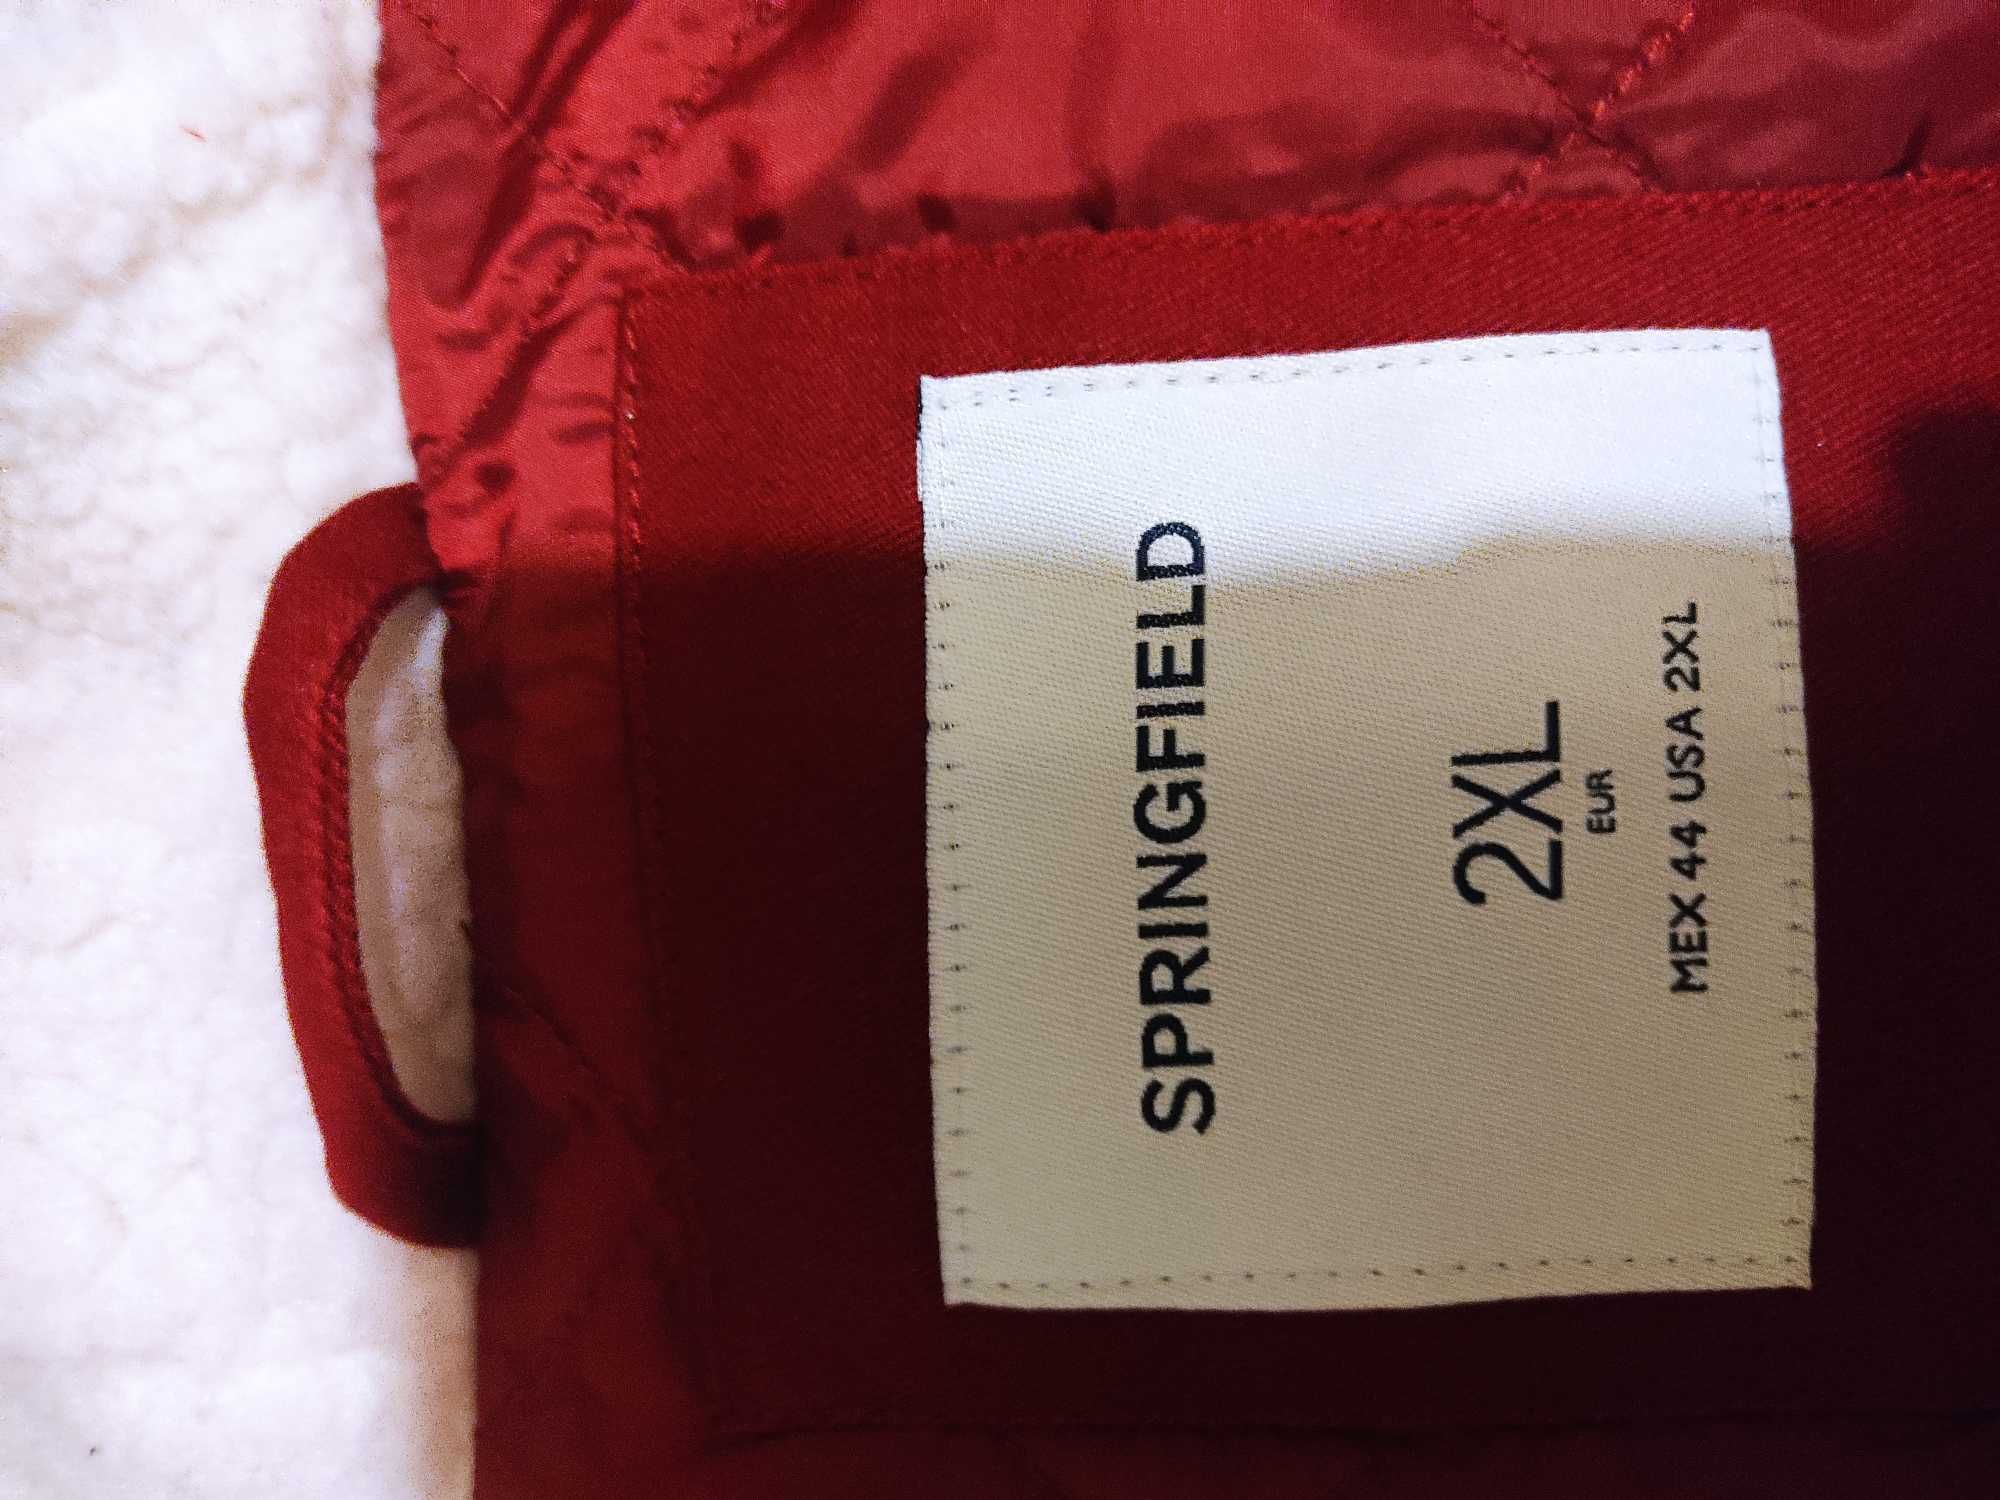 SPRINGFIELD
2XL
EUR
MEX 44 USA 2XL